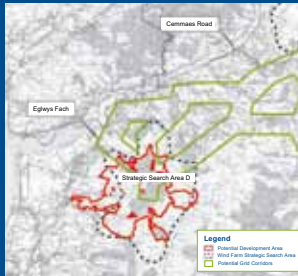 Cemmaes Road
Eglwys Fach
Strategic Search Area D
Legend
Potential Development Area
Wind Farm Strategic Search Area
Potential Grid Corridors